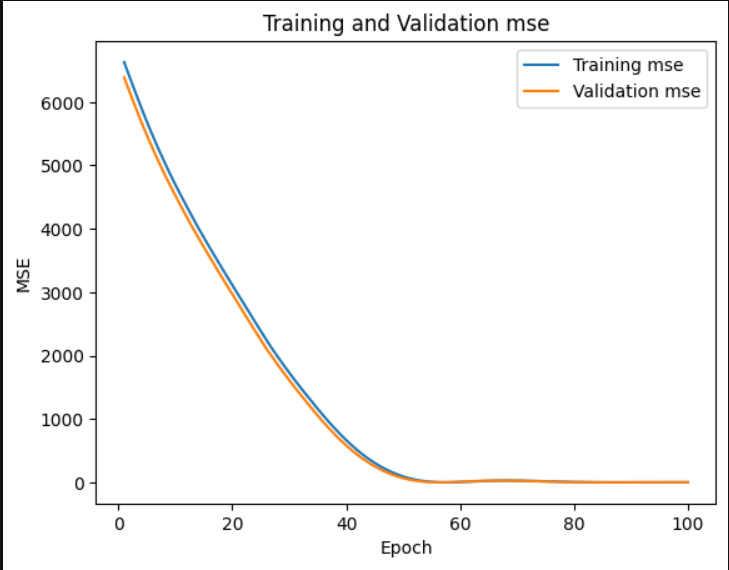 Training and Validation mse
Training mse
Validation mse
6000
5000
4000
3000
2000
1000
0
MSE
0 20 40 60 80 100
Epoch